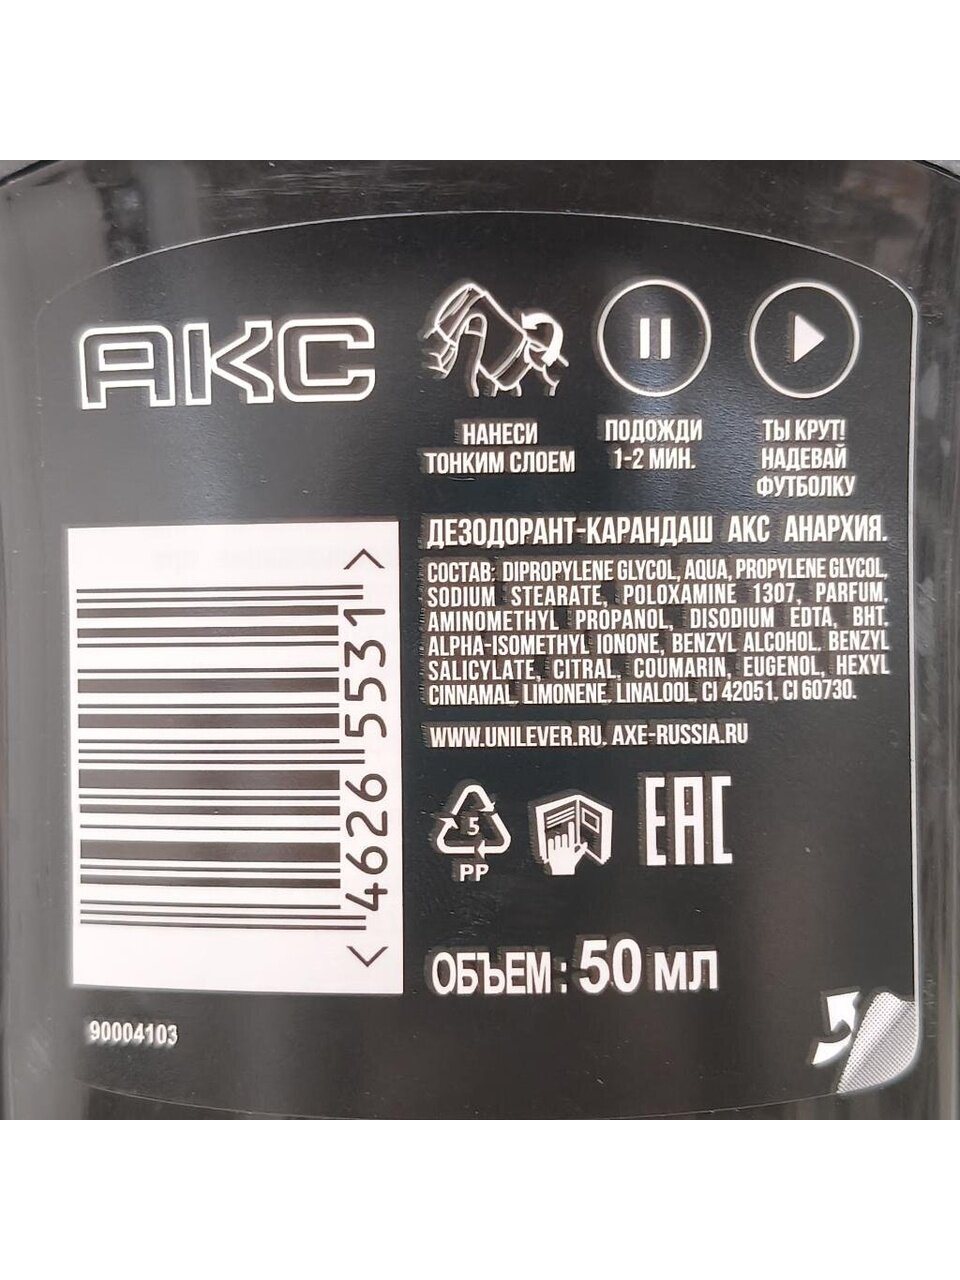 АКС
НАНЕСИ
ТОНКИМ СЛОЕМ
ПОДОЖДИ
1-2 МИН.
ТЫ КРУТ!
НАДЕВАЙ
ФУТБОЛКУ
ДЕЗОДОРАНТ-КАРАНДАШ АКС АНАРХИЯ.
СОСТАВ: DIPROPYLENE GLYCOL, AQUA, PROPYLENE GLYCOL,
SODIUM STEARATE, POLOXAMINE 1307, PARFUM,
AMINOMETHYL PROPANOL, DISODIUM EDTA, BHT.
ALPHA-ISOMETHYL IONONE, BENZYL ALCOHOL. BENZYL
SALICYLATE, CITRAL, COUMARIN, EUGENOL, HEXYL
CINNAMAL, LIMONENE, LINALOOL, CI 42051, CI 60730.
WWW.UNILEVER.RU, AXE-RUSSIA.RU
5
PP
EAC
ОБЪЕМ : 50 МЛ
< 4626 5531 >
90004103